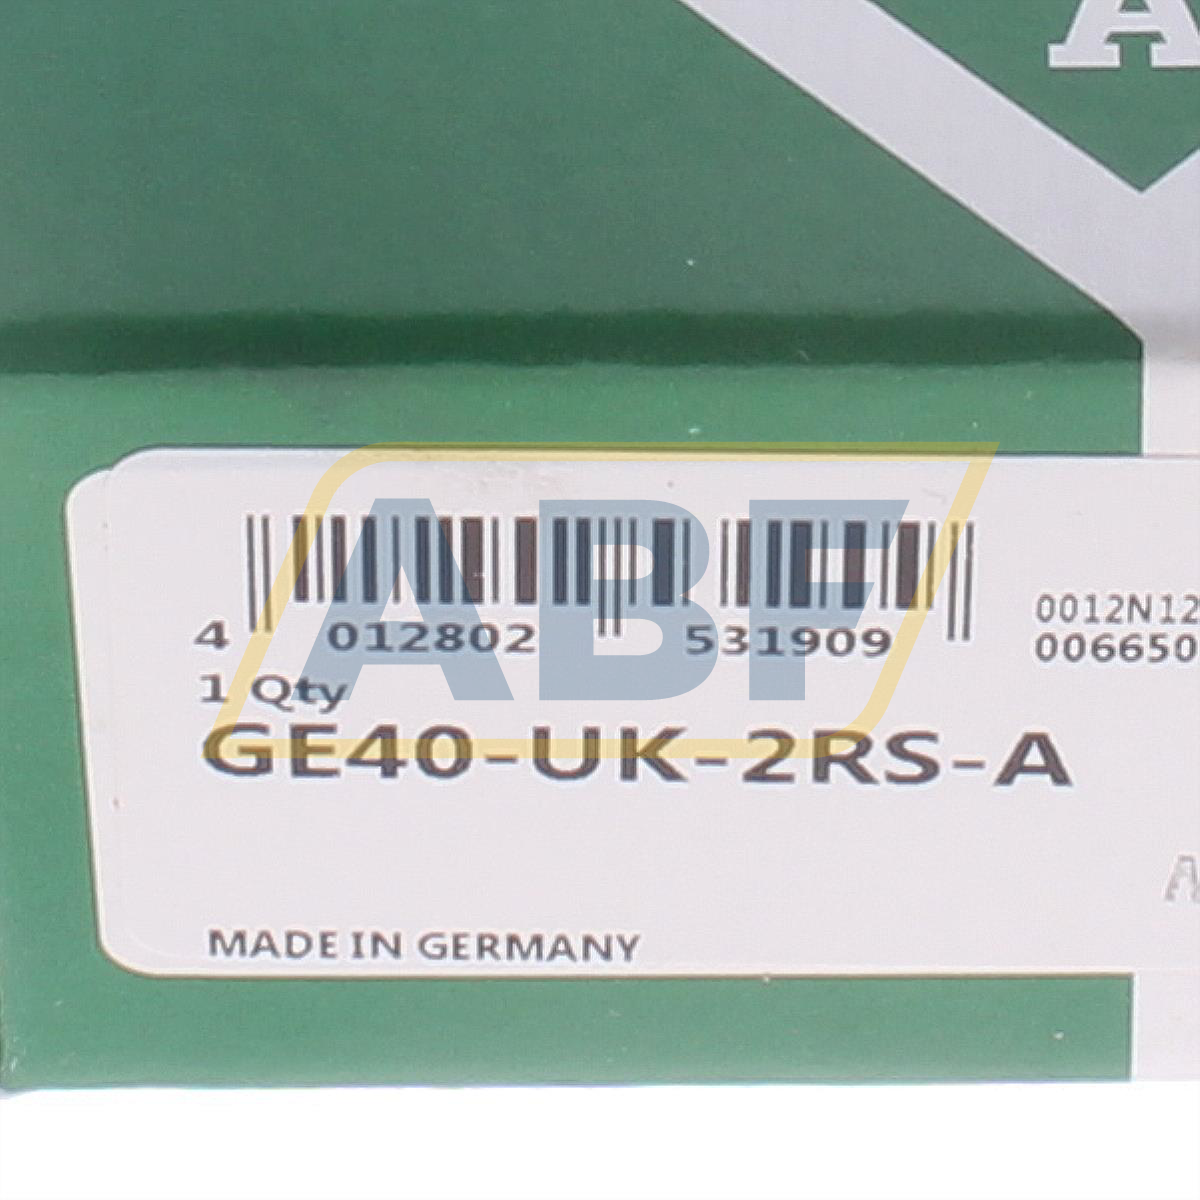 A
4 012802 531909
0012N12
006650
1 Qty
GE40-UK-2RS-A
A
MADE IN GERMANY
ABF